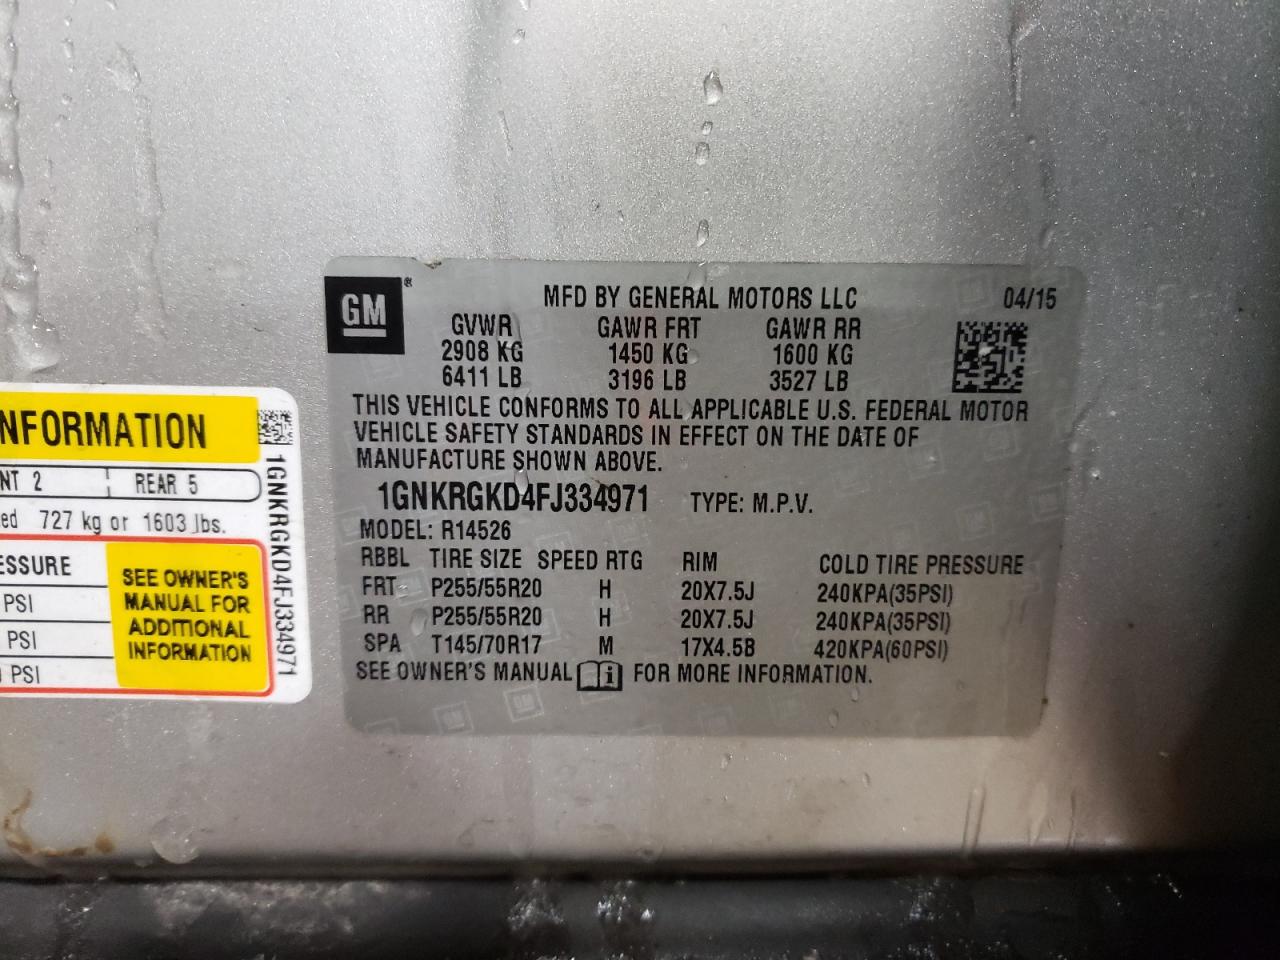 GM ®
MFD BY GENERAL MOTORS LLC 04/15
GVWR GAWR FRT GAWR RR
2908 KG 1450 KG 1600 KG
6411 LB 3196 LB 3527 LB
THIS VEHICLE CONFORMS TO ALL APPLICABLE U.S. FEDERAL MOTOR
VEHICLE SAFETY STANDARDS IN EFFECT ON THE DATE OF
MANUFACTURE SHOWN ABOVE.
1GNKRGKD4FJ334971 TYPE: M.P.V.
MODEL: R14526
RBBL TIRE SIZE SPEED RTG RIM COLD TIRE PRESSURE
FRT P255/55R20 H 20X7.5J 240KPA(35PSI)
RR P255/55R20 H 20X7.5J 240KPA(35PSI)
SPA T145/70R17 M 17X4.5B 420KPA(60PSI)
SEE OWNER'S MANUAL FOR MORE INFORMATION.
NFORMATION
NT 2 REAR 5
ed 727 kg or 1603 lbs.
ESSURE
PSI
PSI
PSI
SEE OWNER'S
MANUAL FOR
ADDITIONAL
INFORMATION
1GNKRGKD4FJ334971